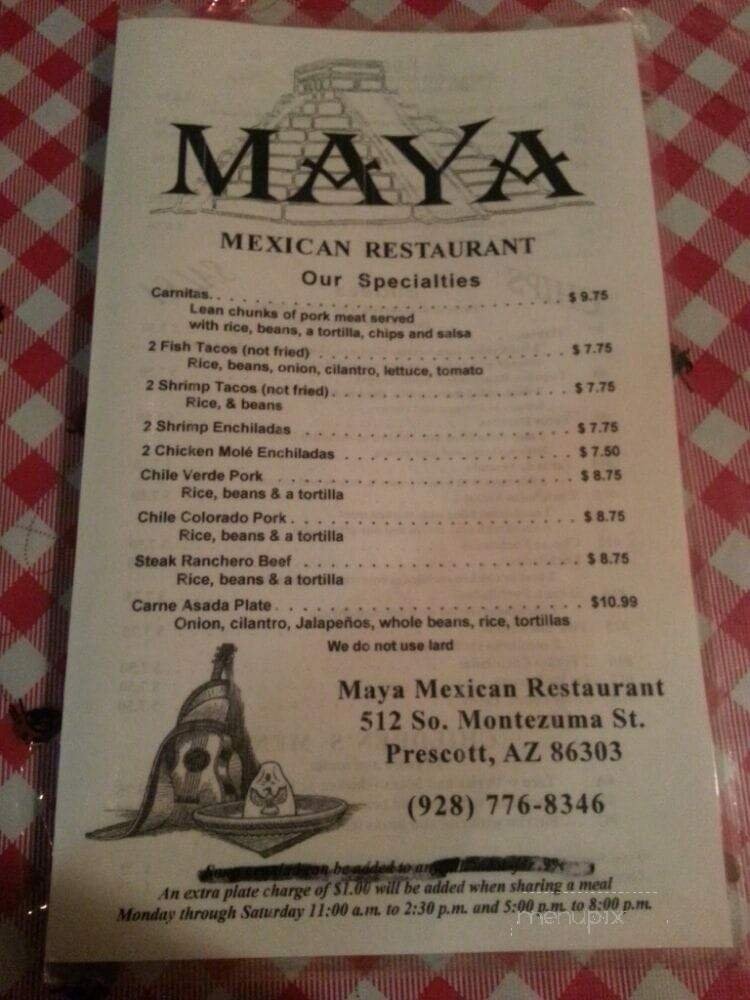 MAYA
MEXICAN RESTAURANT
Our Specialties
Carnitas. . . . . . . . . . . . . . . . . . . . . . . . . . . . . $ 9.75
Lean chunks of pork meat served
with rice, beans, a tortilla, chips and salsa
2 Fish Tacos (not fried) . . . . . . . . . . . . . . . . . . . . $ 7.75
Rice, beans, onion, cilantro, lettuce, tomato
2 Shrimp Tacos (not fried). . . . . . . . . . . . . . . . . . . $ 7.75
Rice, & beans
2 Shrimp Enchiladas . . . . . . . . . . . . . . . . . . . . . . $ 7.75
2 Chicken Molé Enchiladas . . . . . . . . . . . . . . . . . . $ 7.50
Chile Verde Pork . . . . . . . . . . . . . . . . . . . . . . . . $ 8.75
Rice, beans & a tortilla
Chile Colorado Pork . . . . . . . . . . . . . . . . . . . . . . $ 8.75
Rice, beans & a tortilla
Steak Ranchero Beef . . . . . . . . . . . . . . . . . . . . . . $ 8.75
Rice, beans & a tortilla
Carne Asada Plate. . . . . . . . . . . . . . . . . . . . . . . . $10.99
Onion, cilantro, Jalapeños, whole beans, rice, tortillas
We do not use lard
Maya Mexican Restaurant
512 So. Montezuma St.
Prescott, AZ 86303
(928) 776-8346
be added to
An extra plate charge of $1.00 will be added when sharing a meal
Monday through Saturday 11:00 a.m. to 2:30 p.m. and 5:00 p.m. to 8:00 p.m.
menupix